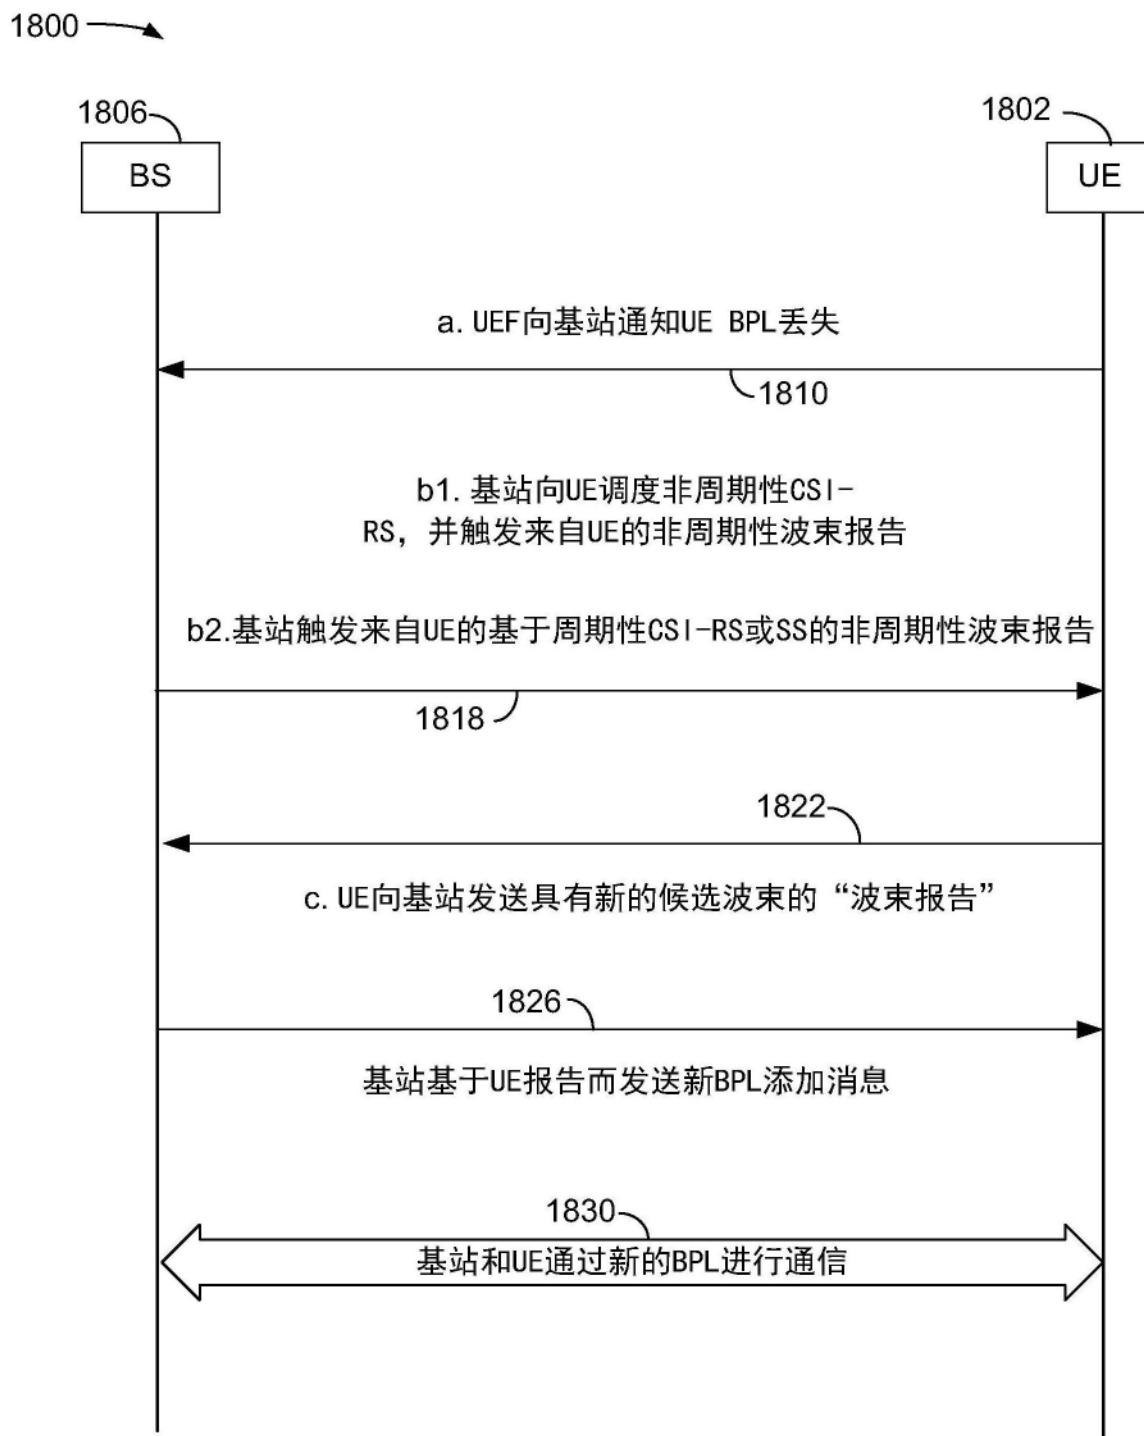 1800
1806
1802
BS
UE
a. UEF向基站通知UE BPL丢失
1810
b1. 基站向UE调度非周期性CSI-
RS，并触发来自UE的非周期性波束报告
b2.基站触发来自UE的基于周期性CSI-RS或SS的非周期性波束报告
1818
1822
c. UE向基站发送具有新的候选波束的“波束报告”
1826
基站基于UE报告而发送新BPL添加消息
1830
基站和UE通过新的BPL进行通信